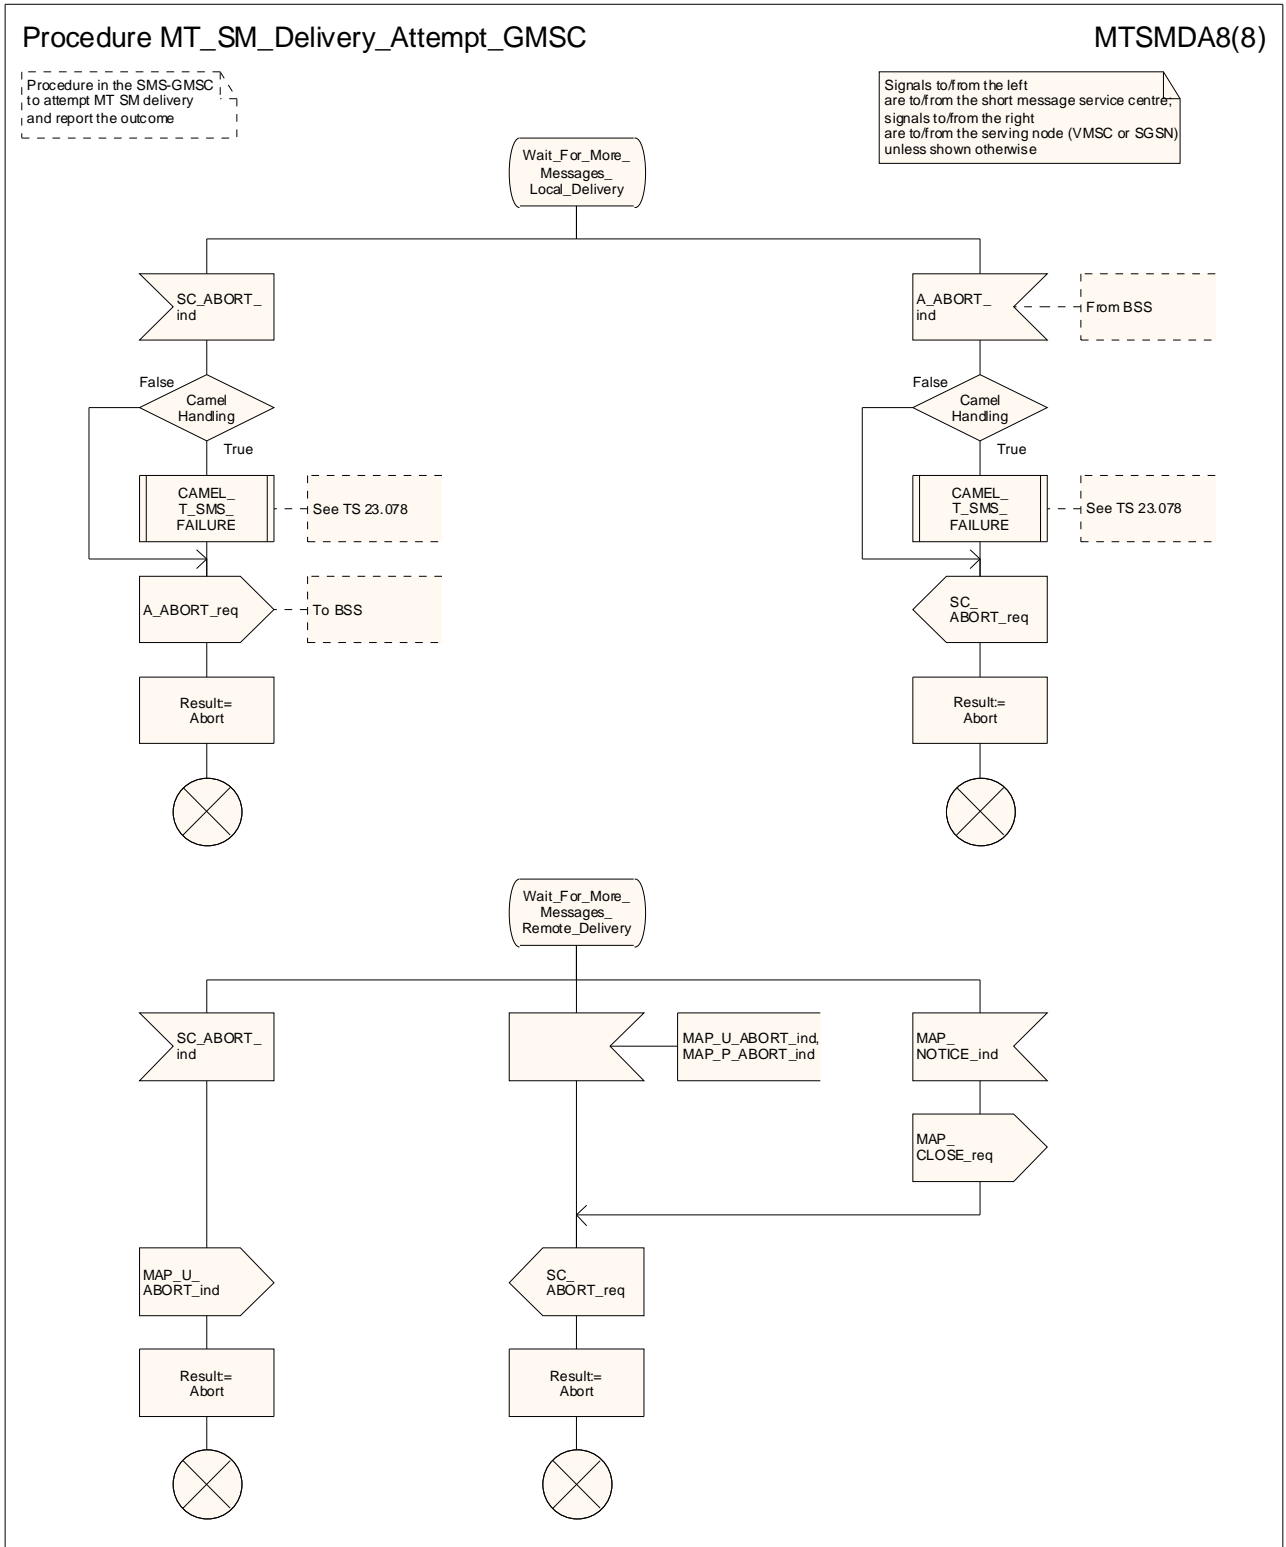 Procedure MT_SM_Delivery_Attempt_GMSC
MTSMDA8(8)
Procedure in the SMS-GMSC
to attempt MT SM delivery
and report the outcome
Signals to/from the left
are to/from the short message service centre;
signals to/from the right
are to/from the serving node (VMSC or SGSN)
unless shown otherwise
Wait_For_More_
Messages_
Local_Delivery
SC_ABORT_
ind
A_ABORT_
ind
From BSS
False
Camel
Handling
True
False
Camel
Handling
True
CAMEL_
T_SMS_
FAILURE
See TS 23.078
CAMEL_
T_SMS_
FAILURE
See TS 23.078
A_ABORT_req
To BSS
SC_
ABORT_req
Result:=
Abort
Result:=
Abort
Wait_For_More_
Messages_
Remote_Delivery
SC_ABORT_
ind
MAP_U_ABORT_ind,
MAP_P_ABORT_ind
MAP_
NOTICE_ind
MAP_
CLOSE_req
MAP_U_
ABORT_ind
SC_
ABORT_req
Result:=
Abort
Result:=
Abort